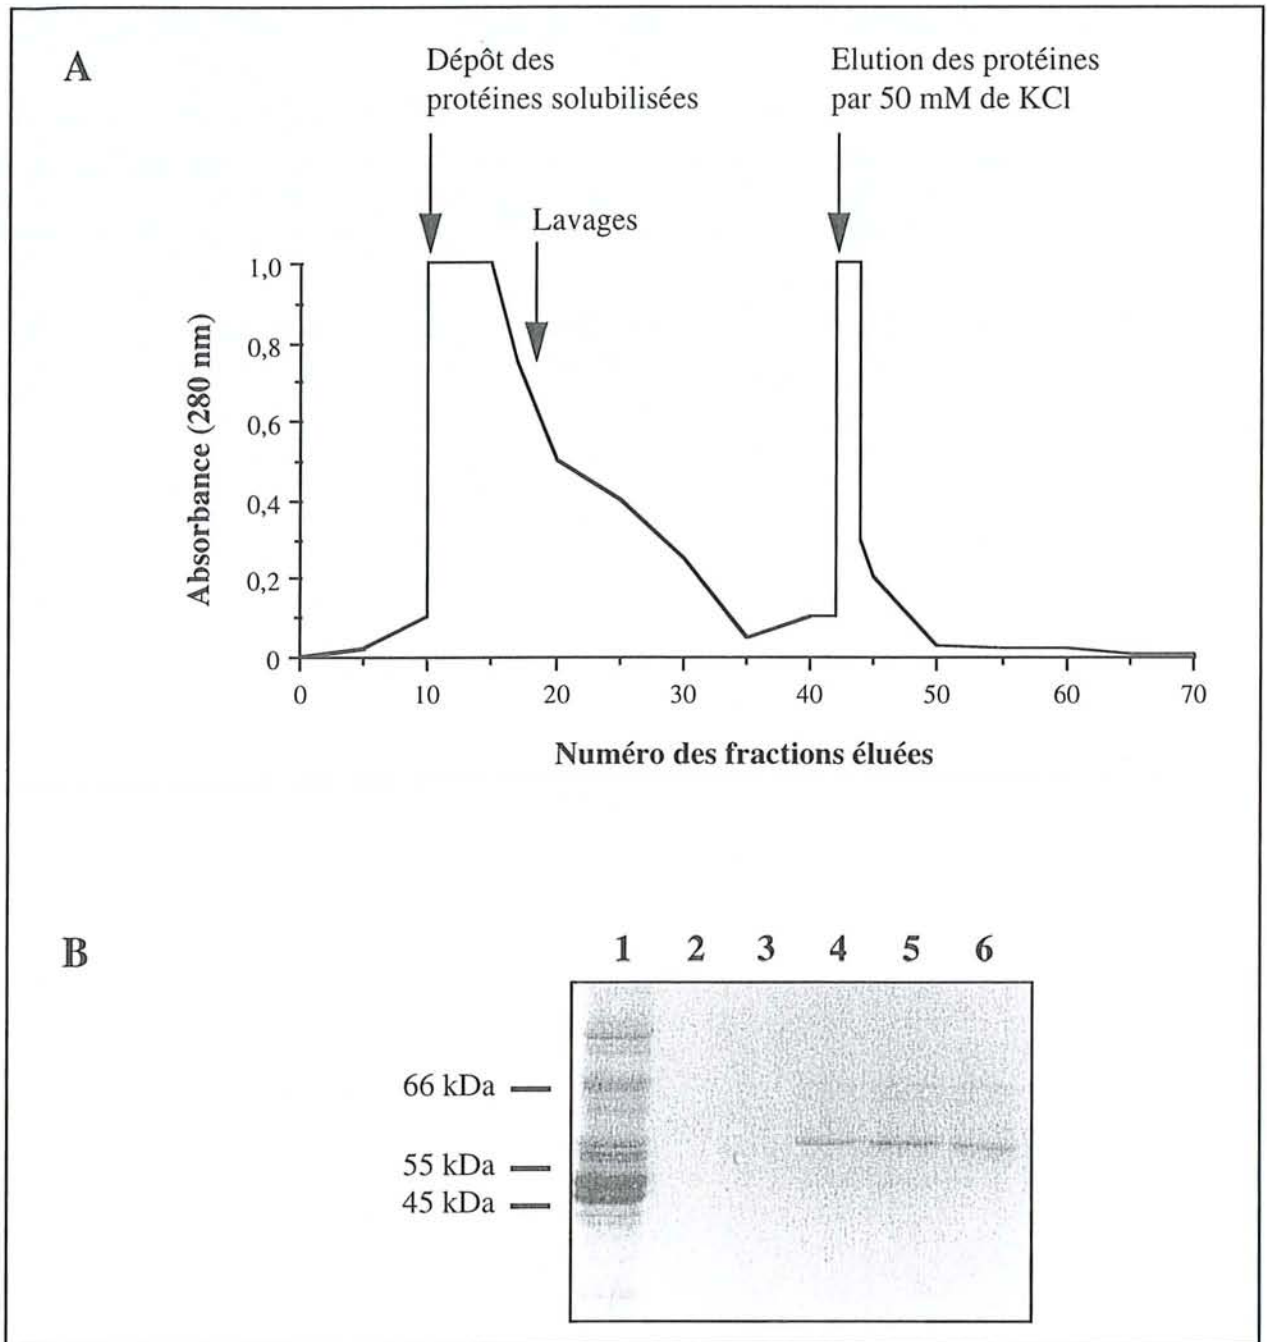 A
Dépôt des
protéines solubilisées
Elution des protéines
par 50 mM de KCl
Lavages
1,0
0,8
0,6
0,4
0,2
0
Absorbance (280 nm)
0 10 20 30 40 50 60 70
Numéro des fractions éluées
B
1 2 3 4 5 6
66 kDa
55 kDa
45 kDa